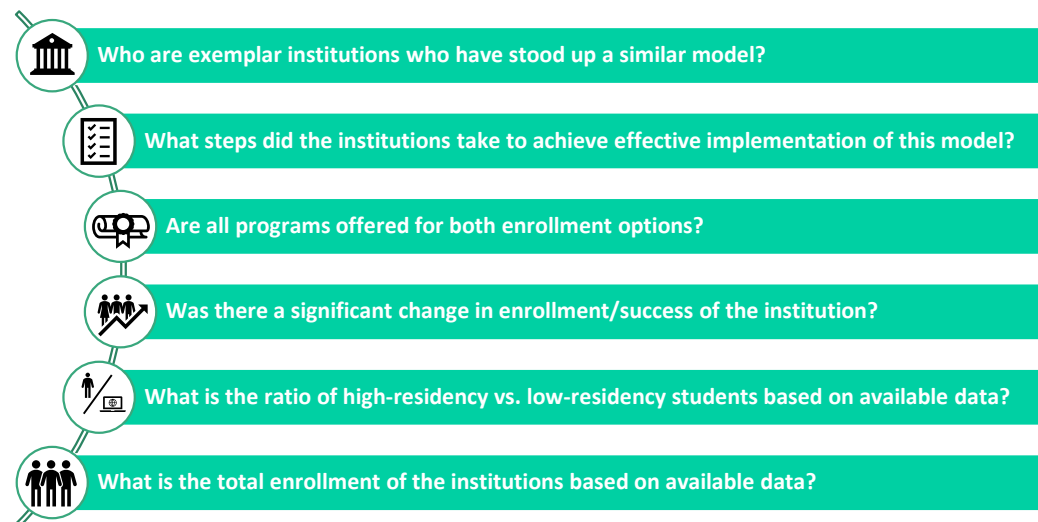 Who are exemplar institutions who have stood up a similar model?
What steps did the institutions take to achieve effective implementation of this model?
Are all programs offered for both enrollment options?
Was there a significant change in enrollment/success of the institution?
What is the ratio of high-residency vs. low-residency students based on available data?
What is the total enrollment of the institutions based on available data?